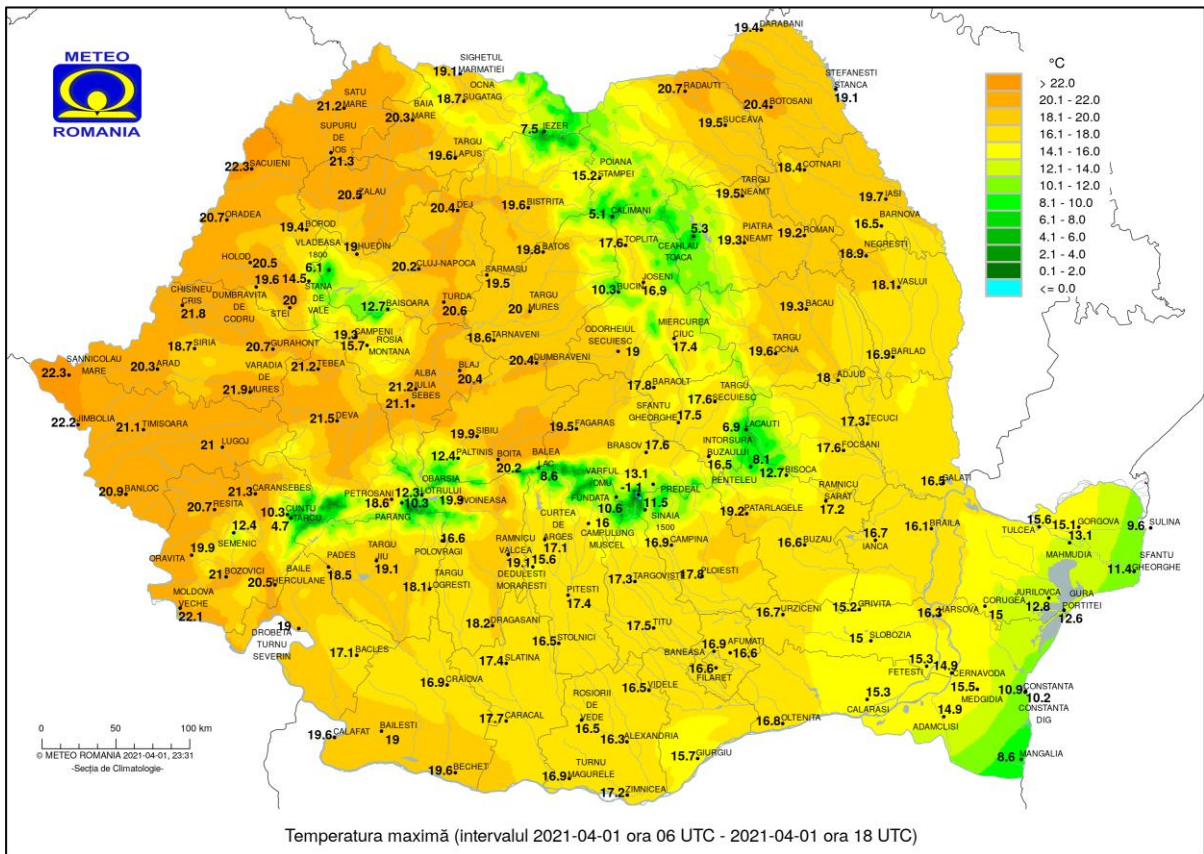 METEO
ROMANIA
19.4 DARABANI
SIGHETUL
19.1 MARMATIEI
OCNA
18.7 SUGATAG
SATU
21.2 MARE
BAIA
20.3 MARE
7.5 IEZER
20.7 RADAUTI
20.4 BOTOSANI
STEFANESTI
STANCA
19.1
19.5 SUCEAVA
SUPURU
DE
JOS
21.3
TARGU
19.6 LAPUS
POIANA
15.2 STAMPEI
18.4 COTNARI
22.3 SACUIENI
20.5 ZALAU
20.4 DEJ
19.6 BISTRITA
5.1 CALIMANI
TARGU
19.5 NEAMT
19.7 IASI
BARNOVA
16.5
20.7 ORADEA
19.4 BOROD
VLADEASA
1800
6.1
19 HUEDIN
19.8 BATOS
17.6 TOPLITA
5.3
CEAHLAU
TOACA
PIATRA
19.3 NEAMT
19.2 ROMAN
NEGRESTI
18.9
HOLOD
20.5
19.6
DUMBRAVITA
DE
CODRU
14.5
STANA
DE
VALE
20.2 CLUJ-NAPOCA
SARMASU
19.5
10.3 BUCIN
JOSENI
16.9
18.1 VASLUI
CHISINEU
CRIS
21.8
20
STEI
12.7 BAISOARA
TURDA
20.6
TARGU
20 MURES
19.3 BACAU
18.7 SIRIA
20.7 GURAHONT
19.3 CAMPENI
15.7 ROSIA
MONTANA
18.6 TARNAVENI
ODORHEIUL
SECUIESC
19
MIERCUREA
CIUC
17.4
TARGU
19.6 OCNA
16.9 BARLAD
SANNICOLAU
22.3 MARE
20.3 ARAD
VARADIA
DE
21.9 MURES
21.2 TEBEA
ALBA
21.2 IULIA
21.1 SEBES
BLAJ
20.4
20.4 DUMBRAVENI
17.8 BARAOLT
TARGU
17.6 SECUIESC
18 ADJUD
22.2 JIMBOLIA
21.1 TIMISOARA
21.5 DEVA
19.9 SIBIU
19.5 FAGARAS
SFANTU
GHEORGHE 17.5
6.9 LACAUTI
17.3 TECUCI
21 LUGOJ
12.4 PALTINIS
BOITA
20.2
BALEA
LAC
8.6
BRASOV 17.6
INTORSURA
BUZAULUI
16.5
8.1
PENTELEU
12.7 BISOCA
17.6 FOCSANI
20.9 BANLOC
20.7 RESITA
21.3 CARANSEBES
10.3 CUNTU
4.7 TARCU
PETROSANI
18.6
PARANG
OBARSIA
12.3 LOTRULUI
10.3
19.9 VOINEASA
VARFUL
OMU
-1.1
13.1
PREDEAL
11.5
SINAIA
1500
FUNDATA
10.6
19.2 PATARLAGELE
RAMNICU
SARAT
17.2
GALATI
16.5
12.4
SEMENIC
19.9
ORAVITA
21 BOZOVICI
BAILE
20.5 HERCULANE
PADES
18.5
TARGU
JIU
19.1
16.6
POLOVRAGI
RAMNICU
VALCEA
19.1
CURTEA
DE
ARGES
17.1
15.6
DEDULESTI
MORARESTI
16
CAMPULUNG
MUSCEL
16.9 CAMPINA
16.6 BUZAU
16.7
IANCA
16.1 BRAILA
15.6
TULCEA
15.1 GORGOVA
13.1
MAHMUDIA
9.6 SULINA
SFANTU
11.4 GHEORGHE
MOLDOVA
VECHE
22.1
18.1 TARGU
LOGRESTI
17.3 TARGOVISTE
17.8 PLOIESTI
PITESTI
17.4
JURILOVCA
12.8
GURA
PORTITEI
12.6
19
DROBETA
TURNU
SEVERIN
18.2 DRAGASANI
16.5 STOLNICI
17.5 TITU
16.7 URZICENI
15.2 GRIVITA
16.3 HARSOVA
CORUGEA
15
17.1 BACLES
17.4 SLATINA
16.9
BANEASA
AFUMATI
16.6
16.6
FILARET
15 SLOBOZIA
15.3
FETESTI
14.9
CERNAVODA
16.9 CRAIOVA
16.5 VIDELE
15.3
CALARASI
15.5
MEDGIDIA
10.9 CONSTANTA
10.2
CONSTANTA
DIG
19.6 CALAFAT
BAILESTI
19
17.7 CARACAL
ROSIORII
DE
VEDE
16.5
16.3 ALEXANDRIA
16.8 OLTENITA
14.9
ADAMCLISI
19.6 BECHET
TURNU
16.9 MAGURELE
15.7 GIURGIU
8.6 MANGALIA
17.2 ZIMNICEA
°C
> 22.0
20.1 - 22.0
18.1 - 20.0
16.1 - 18.0
14.1 - 16.0
12.1 - 14.0
10.1 - 12.0
8.1 - 10.0
6.1 - 8.0
4.1 - 6.0
2.1 - 4.0
0.1 - 2.0
<= 0.0
0 50 100 km
© METEO ROMANIA 2021-04-01, 23:31
-Secția de Climatologie-
Temperatura maximă (intervalul 2021-04-01 ora 06 UTC - 2021-04-01 ora 18 UTC)